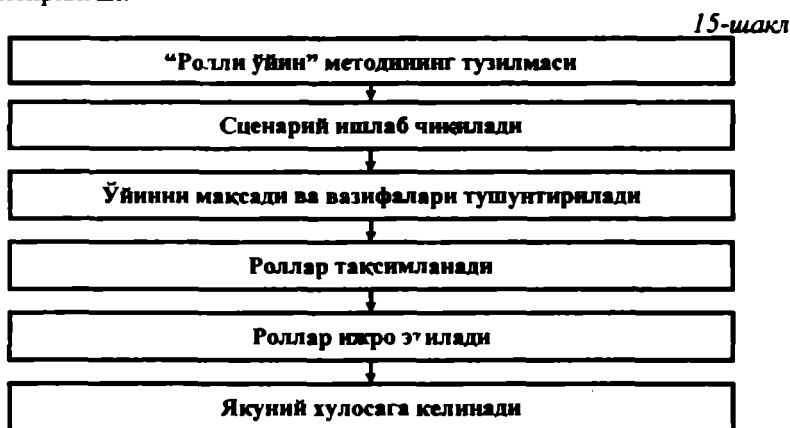 15-шакл
“Ролли ўйин” методининг тузилмаси
Сценарий ишлаб чиқилади
Ўйинни мақсади ва вазифалари тушунтирилади
Роллар тақсимланади
Роллар ижро этилади
Якуний хулосага келинади